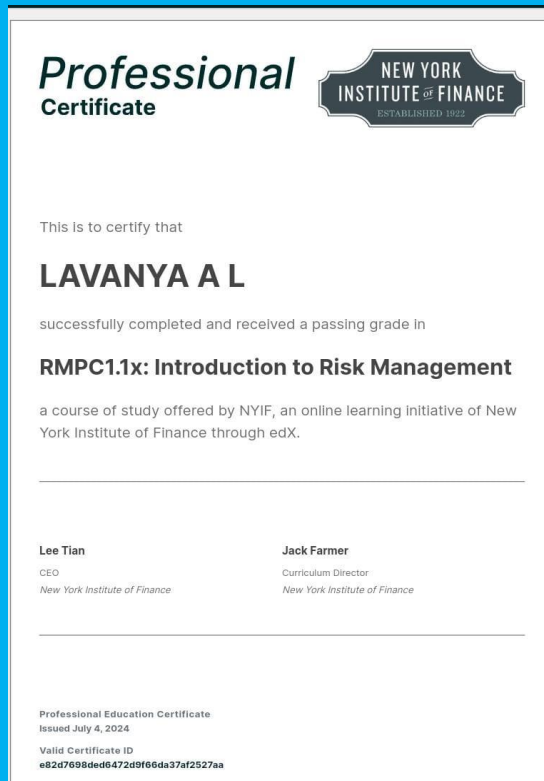 Professional
Certificate
NEW YORK
INSTITUTE OF FINANCE
ESTABLISHED 1922
This is to certify that
LAVANYA A L
successfully completed and received a passing grade in
RMPC1.1x: Introduction to Risk Management
a course of study offered by NYIF, an online learning initiative of New
York Institute of Finance through edX.
Lee Tian
CEO
New York Institute of Finance
Jack Farmer
Curriculum Director
New York Institute of Finance
Professional Education Certificate
Issued July 4, 2024
Valid Certificate ID
e82d7698ded6472d9f66da37af2527aa